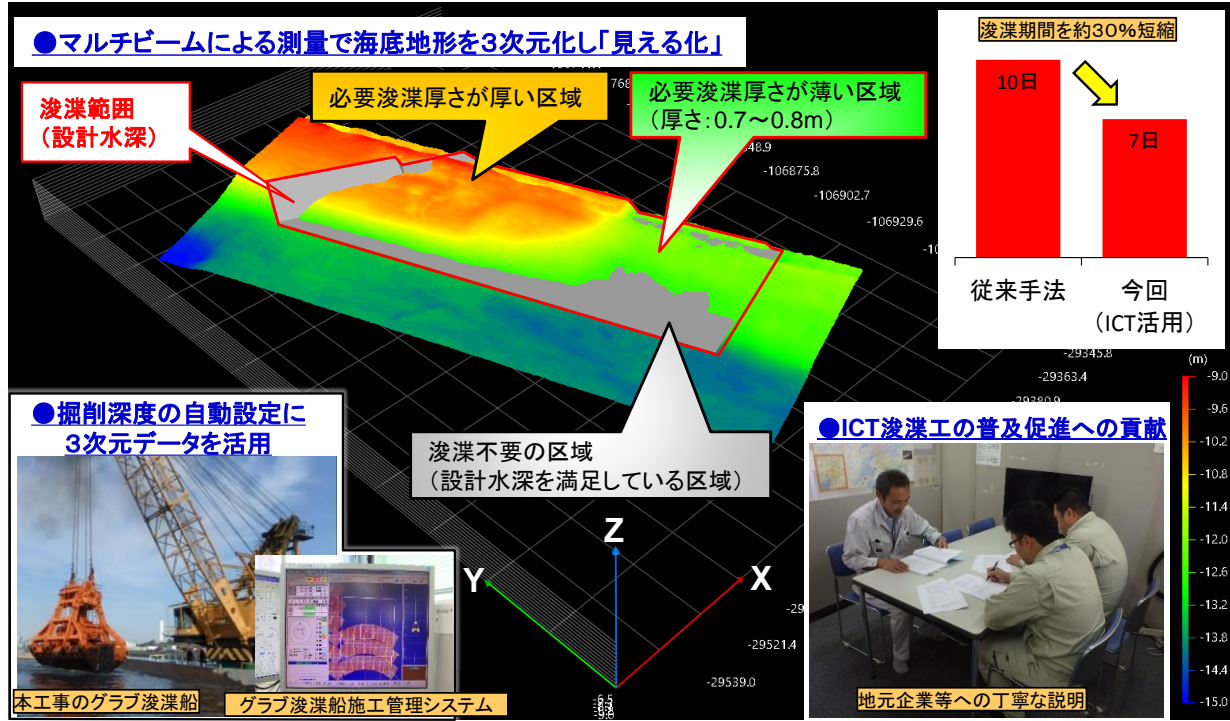 ●マルチビームによる測量で海底地形を３次元化し「見える化」
浚渫範囲
（設計水深）
必要浚渫厚さが厚い区域
必要浚渫厚さが薄い区域
（厚さ：0.7～0.8m）
浚渫期間を約30％短縮
10日
7日
従来手法
今回
（ICT活用）
-106875.8
-106902.7
-106929.6
-29345.8
-29363.4
-29380.9
浚渫不要の区域
（設計水深を満足している区域）
(m)
-9.0
-9.6
-10.2
-10.8
-11.4
-12.0
-12.6
-13.2
-13.8
-14.4
-15.0
●掘削深度の自動設定に
３次元データを活用
本工事のグラブ浚渫船
グラブ浚渫船施工管理システム
Z
Y
X
-29521.4
-29539.0
●ICT浚渫工の普及促進への貢献
地元企業等への丁寧な説明